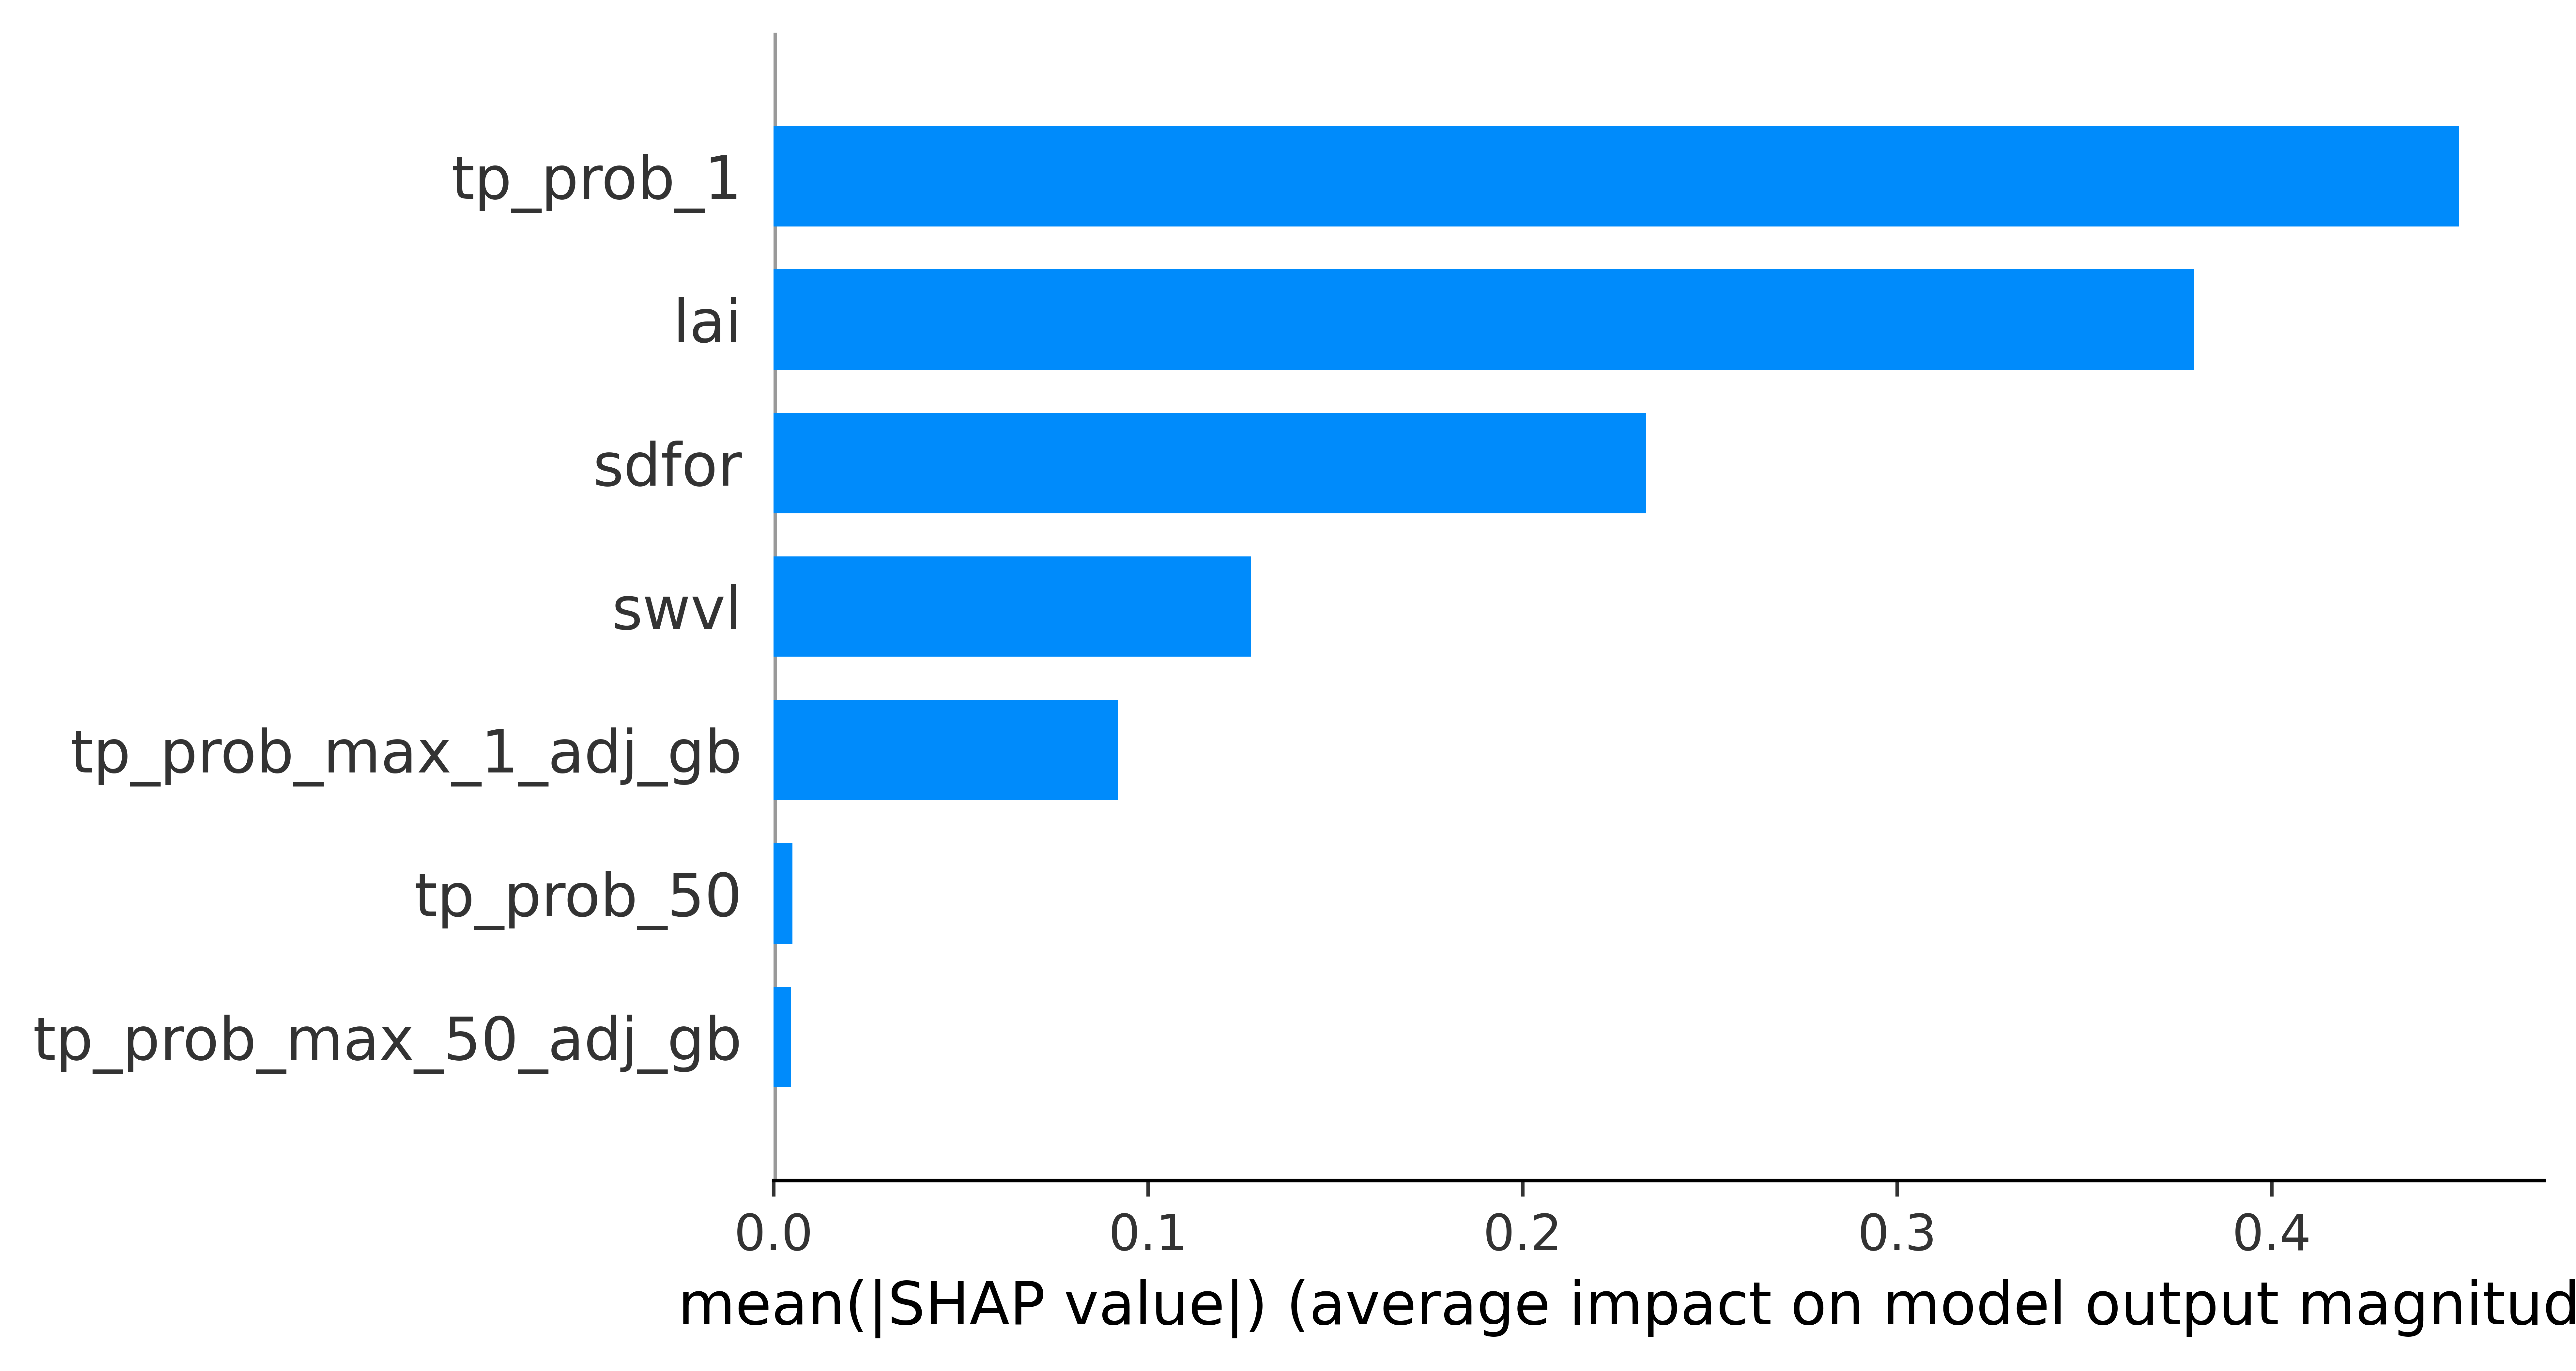 tp_prob_1
lai
sdfor
swvl
tp_prob_max_1_adj_gb
tp_prob_50
tp_prob_max_50_adj_gb
0.0 0.1 0.2 0.3 0.4
mean(|SHAP value|) (average impact on model output magnitud